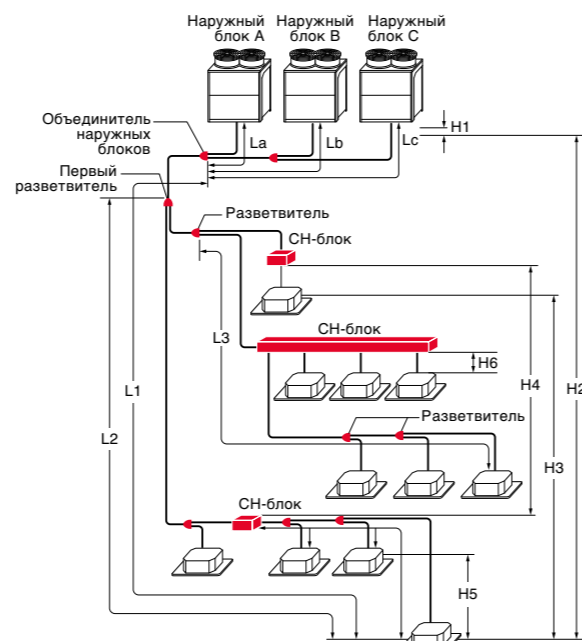 Наружный
блок A
Наружный
блок B
Наружный
блок C
H1
Объединитель
наружных
блоков
La
Lb
Lc
Первый
разветвитель
Разветвитель
CH-блок
L3
CH-блок
H6
H4
H2
L1
H3
L2
Разветвитель
CH-блок
H5